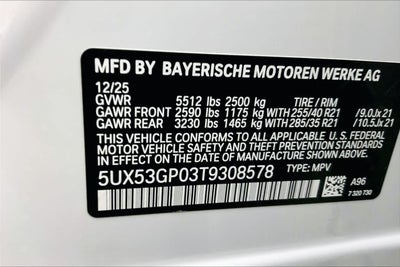 MFD BY BAYERISCHE MOTOREN WERKE AG
12/25
GVWR 5512 lbs 2500 kg TIRE / RIM
GAWR FRONT 2590 lbs 1175 kg WITH 255/40 R21 / 9.0Jx 21
GAWR REAR 3230 lbs 1465 kg WITH 285/35 R21 / 10.5Jx 21
THIS VEHICLE CONFORMS TO ALL APPLICABLE U.S. FEDERAL
MOTOR VEHICLE SAFETY AND THEFT PREVENTION STANDARDS
IN EFFECT ON THE DATE OF MANUFACTURE SHOWN ABOVE.
5UX53GP03T9308578 TYPE: MPV
A96
7 320 730